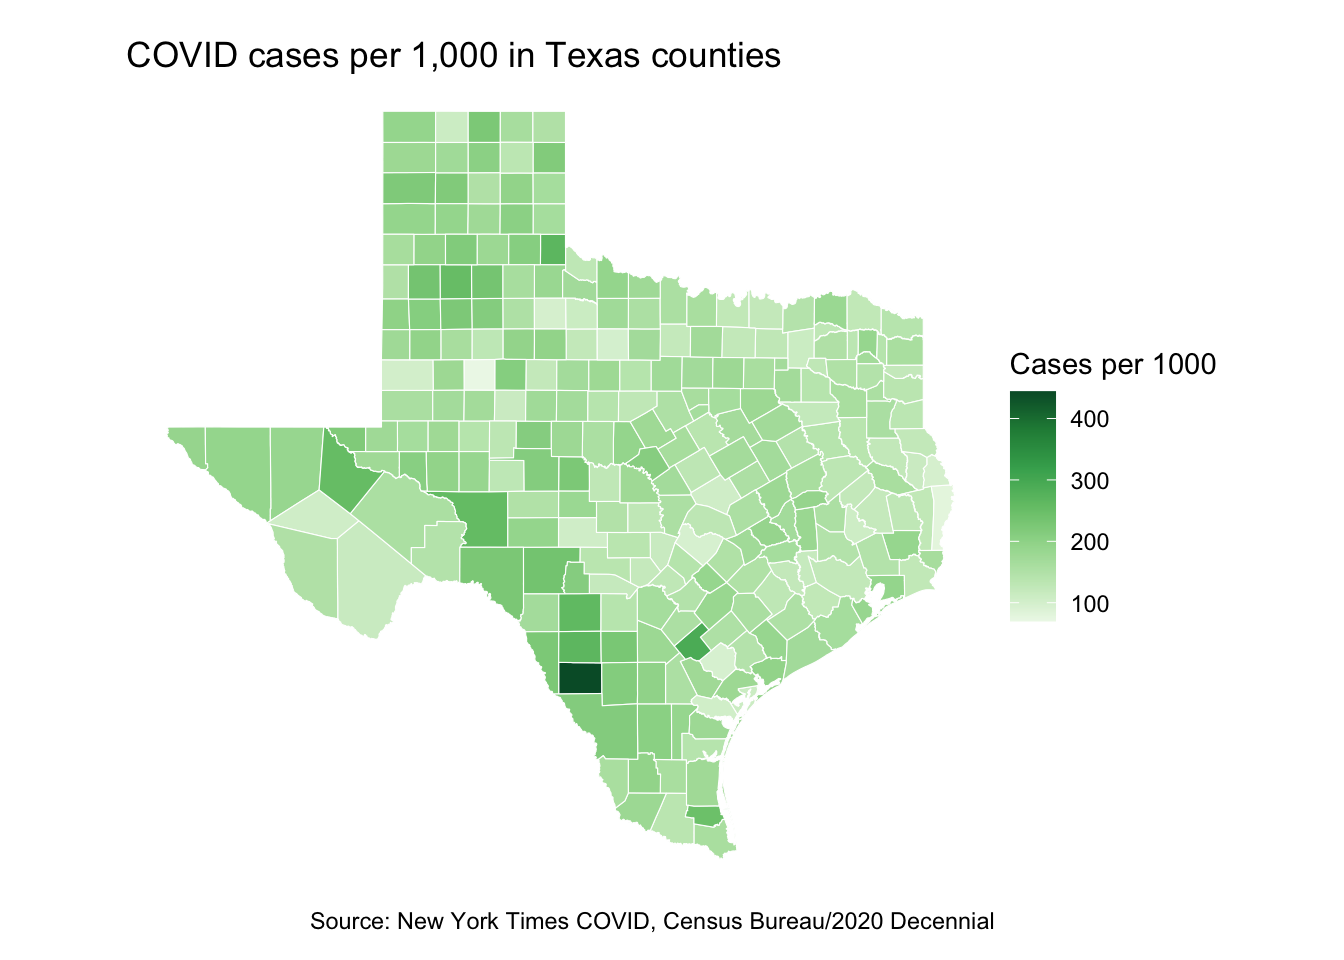 COVID cases per 1,000 in Texas counties
Cases per 1000
400
300
200
100
Source: New York Times COVID, Census Bureau/2020 Decennial